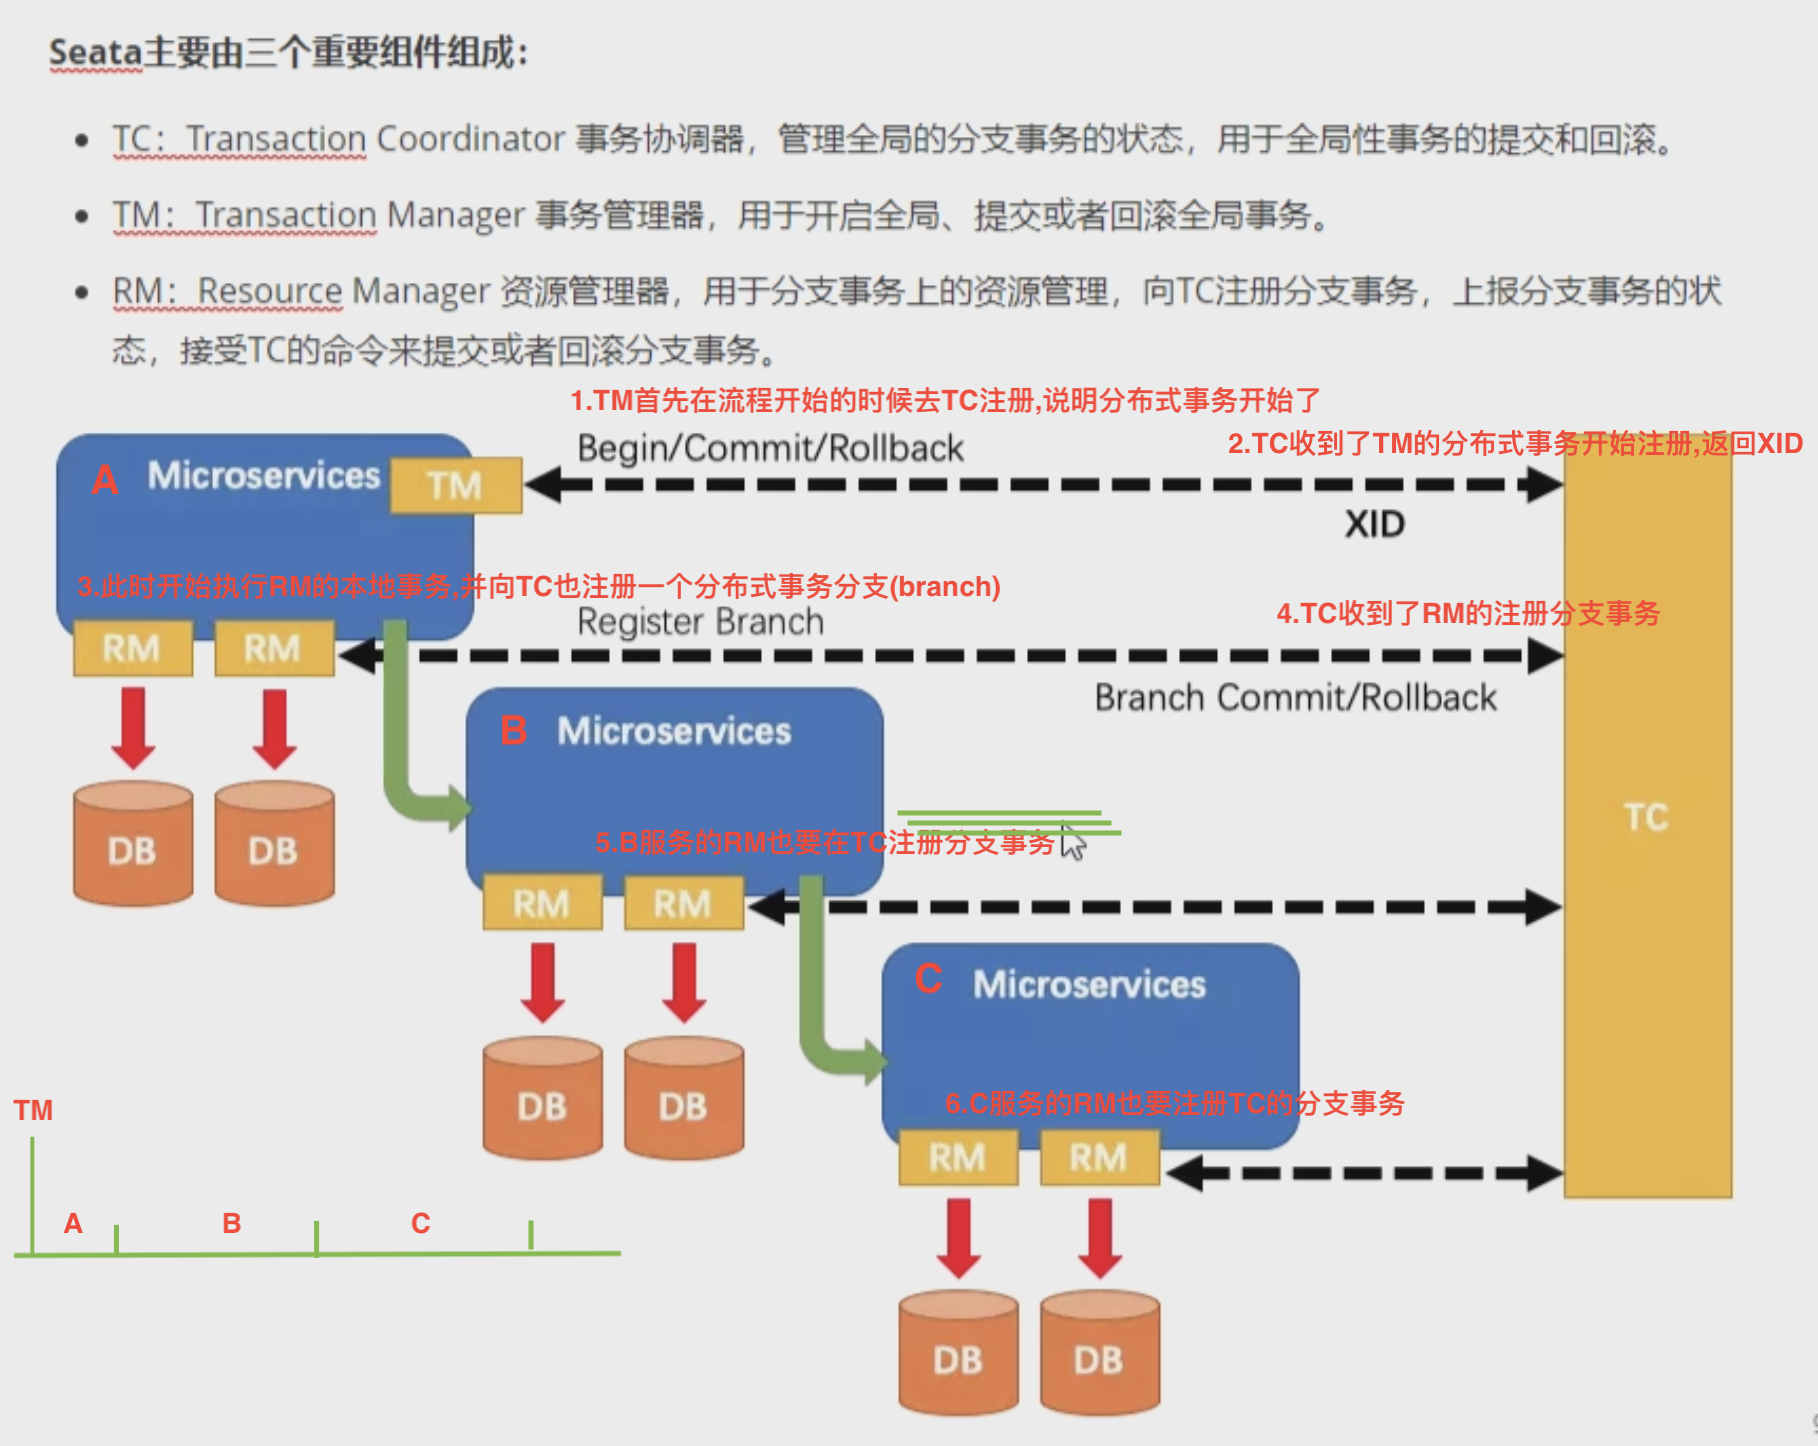 Seata主要由三个重要组件组成：
TC：Transaction Coordinator 事务协调器，管理全局的分支事务的状态，用于全局性事务的提交和回滚。
TM：Transaction Manager 事务管理器，用于开启全局、提交或者回滚全局事务。
RM：Resource Manager 资源管理器，用于分支事务上的资源管理，向TC注册分支事务，上报分支事务的状
态，接受TC的命令来提交或者回滚分支事务。
1.TM首先在流程开始的时候去TC注册,说明分布式事务开始了
2.TC收到了TM的分布式事务开始注册,返回XID
Begin/Commit/Rollback
A
Microservices
TM
XID
3.此时开始执行RM的本地事务,并向TC也注册一个分布式事务分支(branch)
4.TC收到了RM的注册分支事务
Register Branch
RM
RM
Branch Commit/Rollback
B
Microservices
TC
DB
DB
5.B服务的RM也要在TC注册分支事务
RM
RM
C
Microservices
DB
DB
6.C服务的RM也要注册TC的分支事务
TM
RM
RM
A
B
C
DB
DB